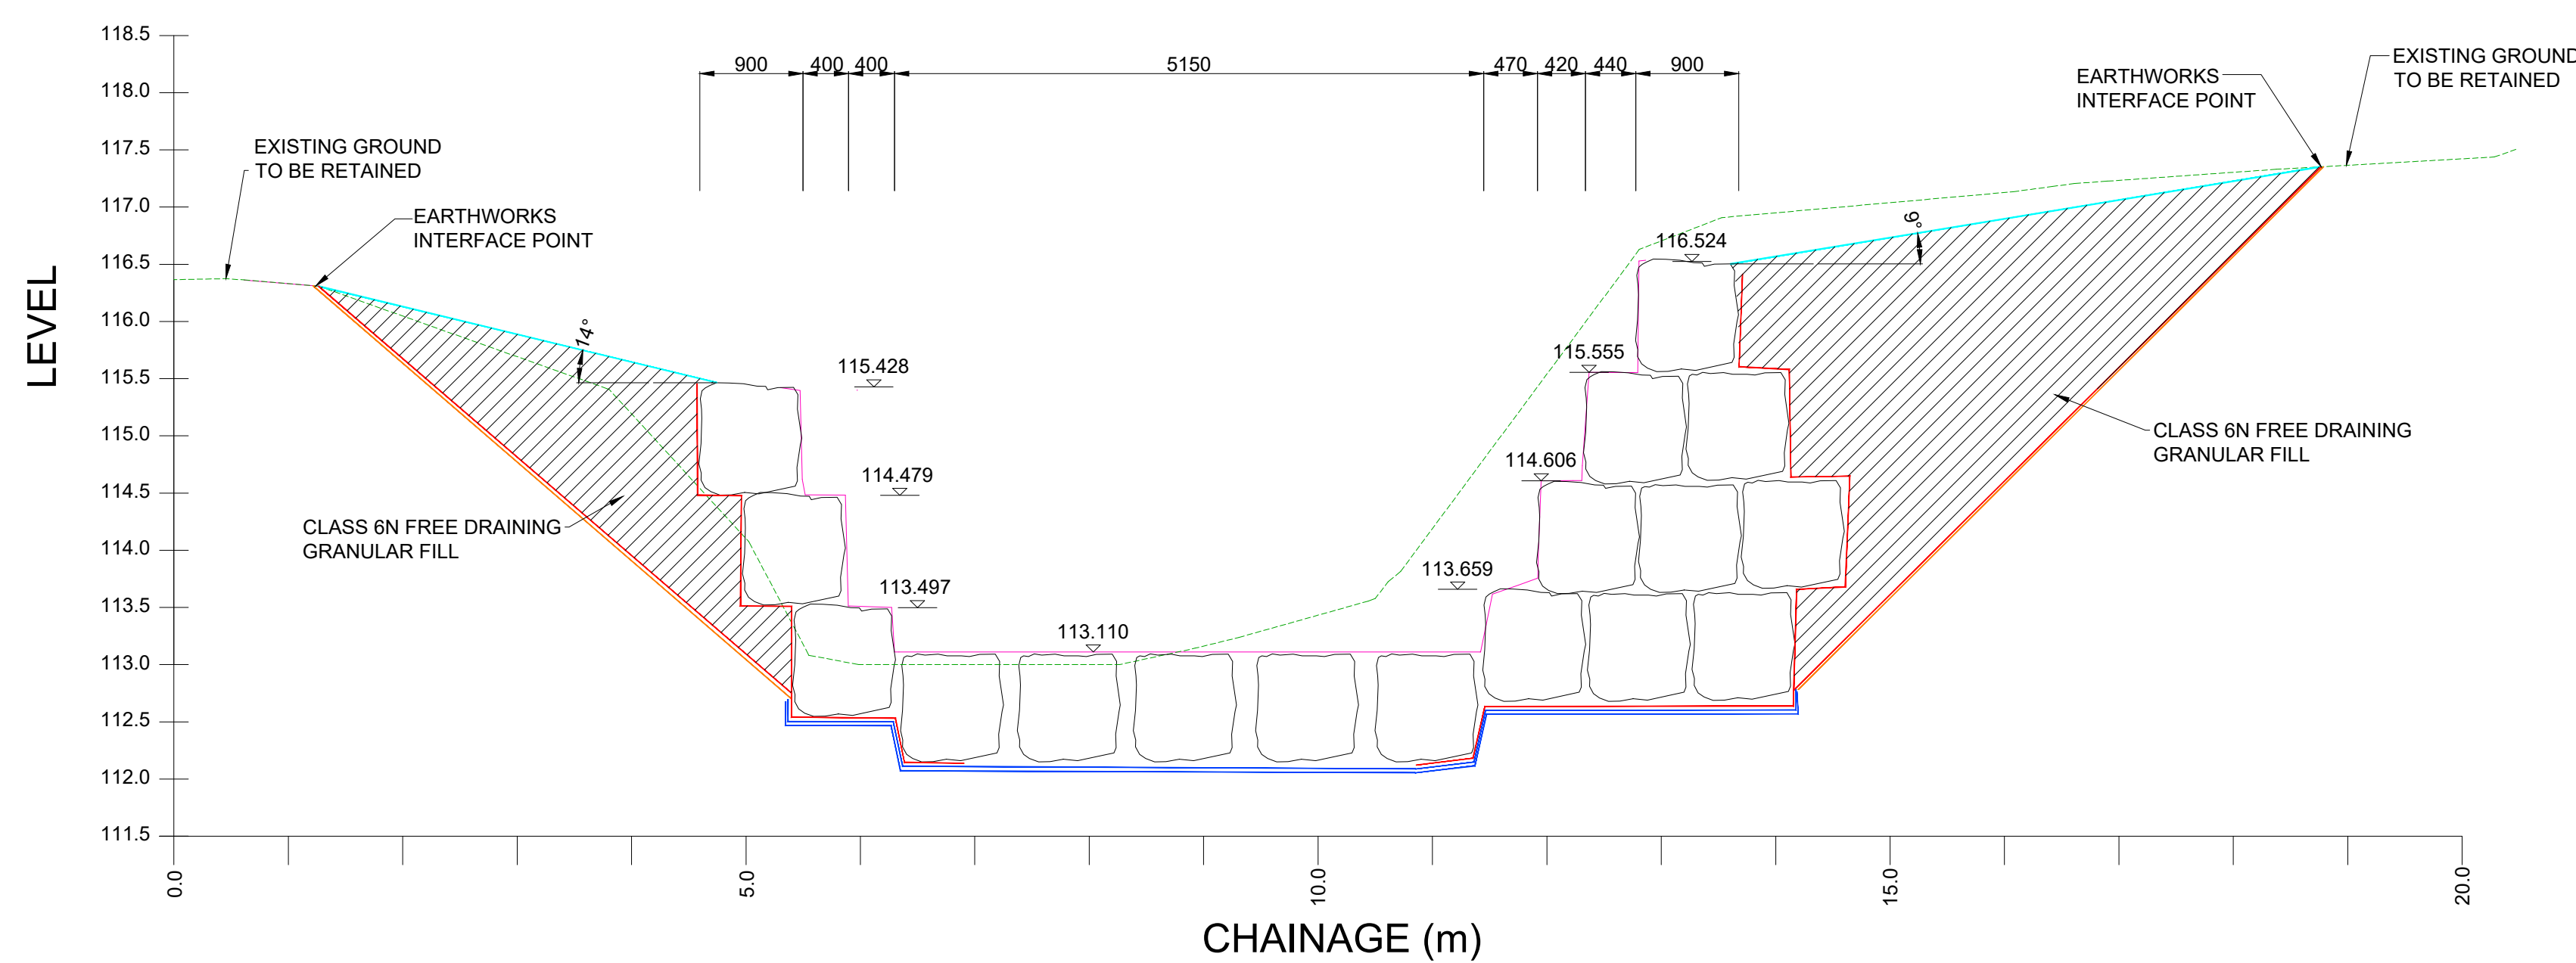 118.5
118.0
117.5
117.0
116.5
116.0
115.5
115.0
114.5
114.0
113.5
113.0
112.5
112.0
111.5
LEVEL
900 400 400 5150 470 420 440 900
EXISTING GROUND
TO BE RETAINED
EARTHWORKS
INTERFACE POINT
14°
115.428
114.479
113.497
CLASS 6N FREE DRAINING
GRANULAR FILL
113.110
116.524
115.555
114.606
113.659
9°
EARTHWORKS
INTERFACE POINT
EXISTING GROUND
TO BE RETAINED
CLASS 6N FREE DRAINING
GRANULAR FILL
0.0 5.0 10.0 15.0 20.0
CHAINAGE (m)